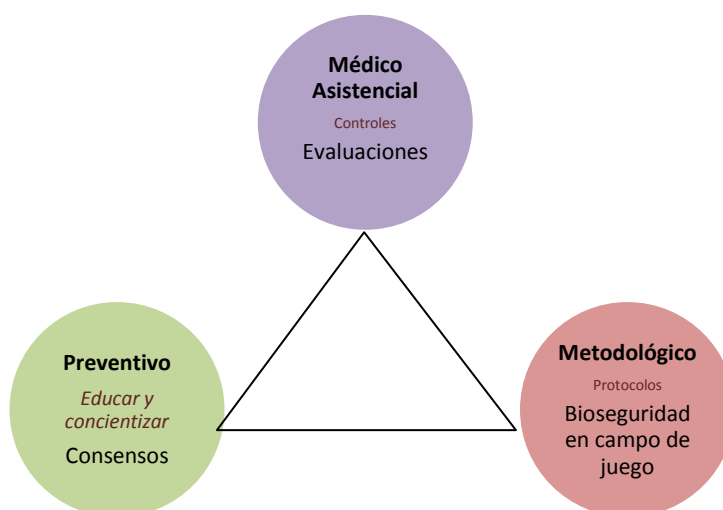 Médico
Asistencial
Controles
Evaluaciones
Preventivo
Educar y
concientizar
Consensos
Metodológico
Protocolos
Bioseguridad
en campo de
juego